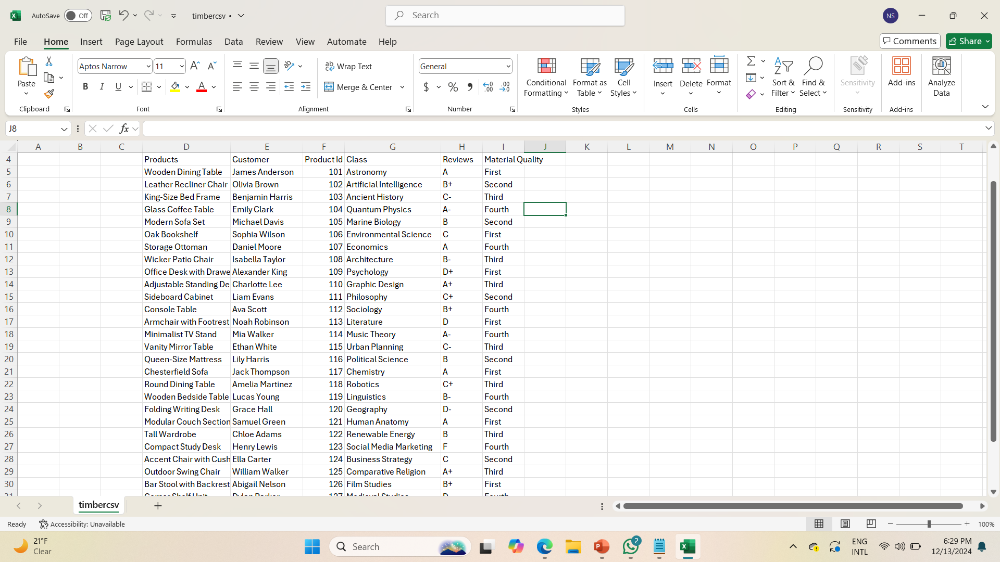 AutoSave Off timbercsv • Search NS
File Home Insert Page Layout Formulas Data Review View Automate Help Comments Share
Paste Aptos Narrow 11 Wrap Text General Conditional Formatting Format as Table Cell Styles Insert Delete Format Sort & Filter Find & Select Sensitivity Add-ins Analyze Data
B I U A Merge & Center $ %
Clipboard Font Alignment Number Styles Cells Editing Sensitivity Add-ins
J8 fx
A B C D E F G H I J K L M N O P Q R S T
4 Products Customer Product Id Class Reviews Material Quality
5 Wooden Dining Table James Anderson 101 Astronomy A First
6 Leather Recliner Chair Olivia Brown 102 Artificial Intelligence B+ Second
7 King-Size Bed Frame Benjamin Harris 103 Ancient History C- Third
8 Glass Coffee Table Emily Clark 104 Quantum Physics A- Fourth
9 Modern Sofa Set Michael Davis 105 Marine Biology B Second
10 Oak Bookshelf Sophia Wilson 106 Environmental Science C First
11 Storage Ottoman Daniel Moore 107 Economics A Fourth
12 Wicker Patio Chair Isabella Taylor 108 Architecture B- Third
13 Office Desk with Drawe Alexander King 109 Psychology D+ First
14 Adjustable Standing De Charlotte Lee 110 Graphic Design A+ Third
15 Sideboard Cabinet Liam Evans 111 Philosophy C+ Second
16 Console Table Ava Scott 112 Sociology B+ Fourth
17 Armchair with Footrest Noah Robinson 113 Literature D First
18 Minimalist TV Stand Mia Walker 114 Music Theory A- Fourth
19 Vanity Mirror Table Ethan White 115 Urban Planning C- Third
20 Queen-Size Mattress Lily Harris 116 Political Science B Second
21 Chesterfield Sofa Jack Thompson 117 Chemistry A First
22 Round Dining Table Amelia Martinez 118 Robotics C+ Third
23 Wooden Bedside Table Lucas Young 119 Linguistics B- Fourth
24 Folding Writing Desk Grace Hall 120 Geography D- Second
25 Modular Couch Section Samuel Green 121 Human Anatomy A First
26 Tall Wardrobe Chloe Adams 122 Renewable Energy B Third
27 Compact Study Desk Henry Lewis 123 Social Media Marketing F Fourth
28 Accent Chair with Cush Ella Carter 124 Business Strategy C Second
29 Outdoor Swing Chair William Walker 125 Comparative Religion A+ Third
30 Bar Stool with Backrest Abigail Nelson 126 Film Studies B+ First
timbercsv
Ready Accessibility: Unavailable 100%
21°F Search 2 ENG 6:29 PM
Clear INTL 12/13/2024